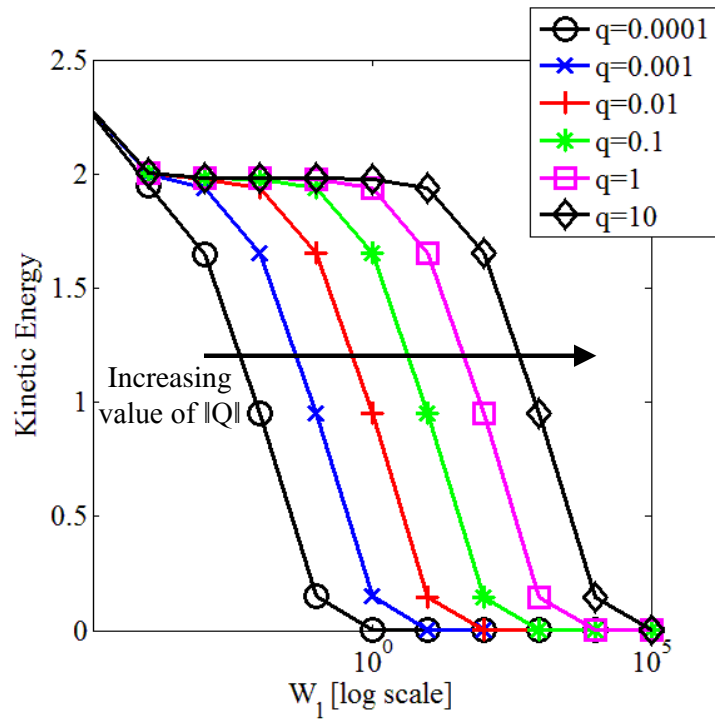 q=0.0001
q=0.001
q=0.01
q=0.1
q=1
q=10
2.5
2
1.5
1
0.5
0
Kinetic Energy
Increasing
value of ‖Q‖
10^0
10^5
W_1 [log scale]